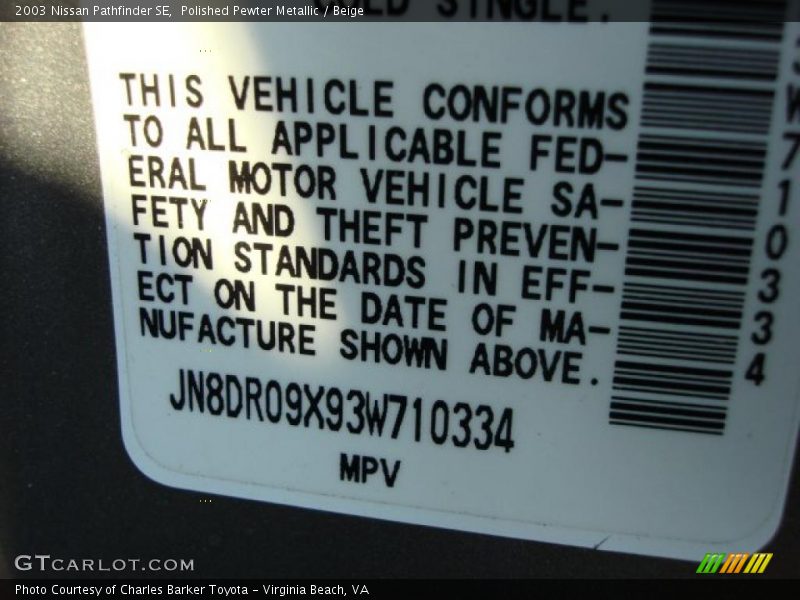 2003 Nissan Pathfinder SE,  Polished Pewter Metallic / Beige
SINGLE.
THIS VEHICLE CONFORMS
TO ALL APPLICABLE FED-
ERAL MOTOR VEHICLE SA-
FETY AND THEFT PREVEN-
TION STANDARDS IN EFF-
ECT ON THE DATE OF MA-
NUFACTURE SHOWN ABOVE.
JN8DR09X93W710334
MPV
W710334
GTCARLOT.COM
Photo Courtesy of Charles Barker Toyota - Virginia Beach, VA